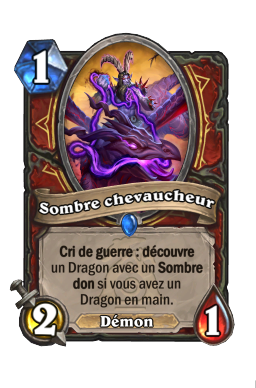 1
Sombre chevaucheur
Cri de guerre : découvre
un Dragon avec un Sombre
don si vous avez un
Dragon en main.
2
Démon
1